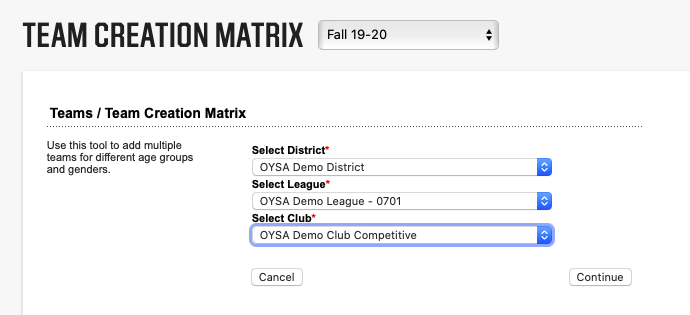 TEAM CREATION MATRIX
Fall 19-20
Teams / Team Creation Matrix
Use this tool to add multiple
teams for different age groups
and genders.
Select District*
OYSA Demo District
Select League*
OYSA Demo League - 0701
Select Club*
OYSA Demo Club Competitive
Cancel
Continue